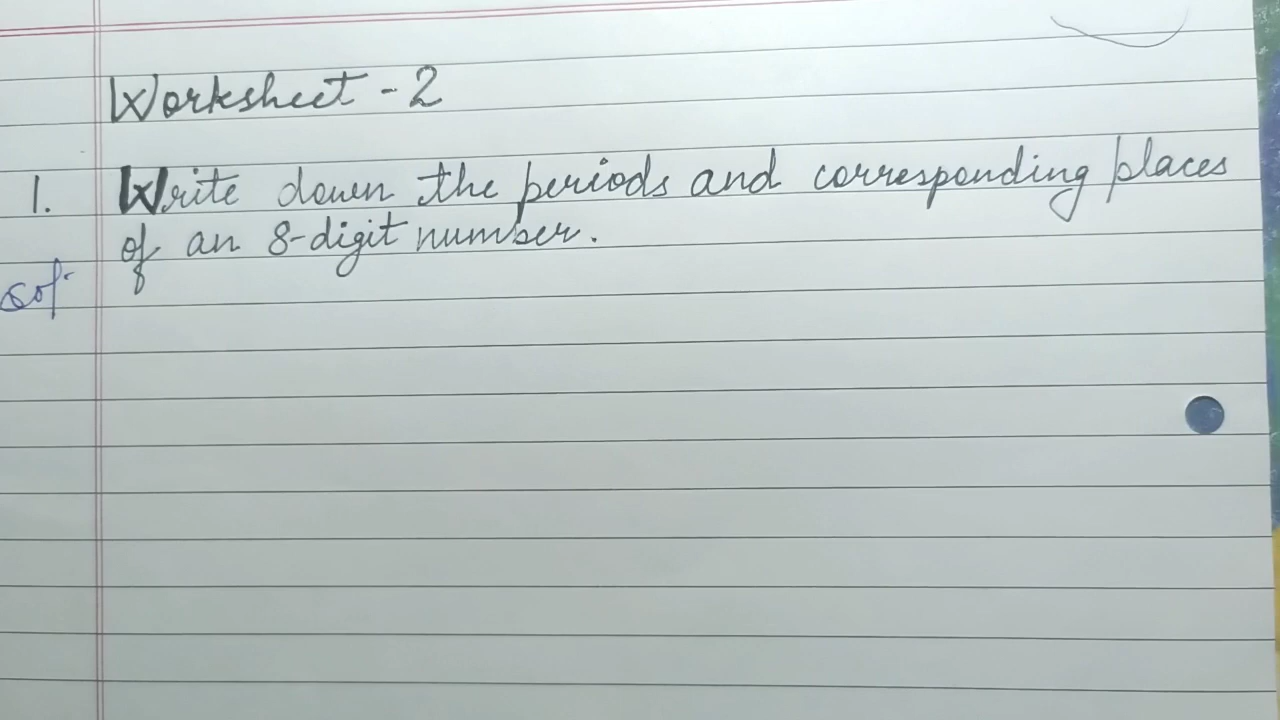 Worksheet - 2
1. Write down the periods and corresponding places
of an 8-digit number.
Sol.